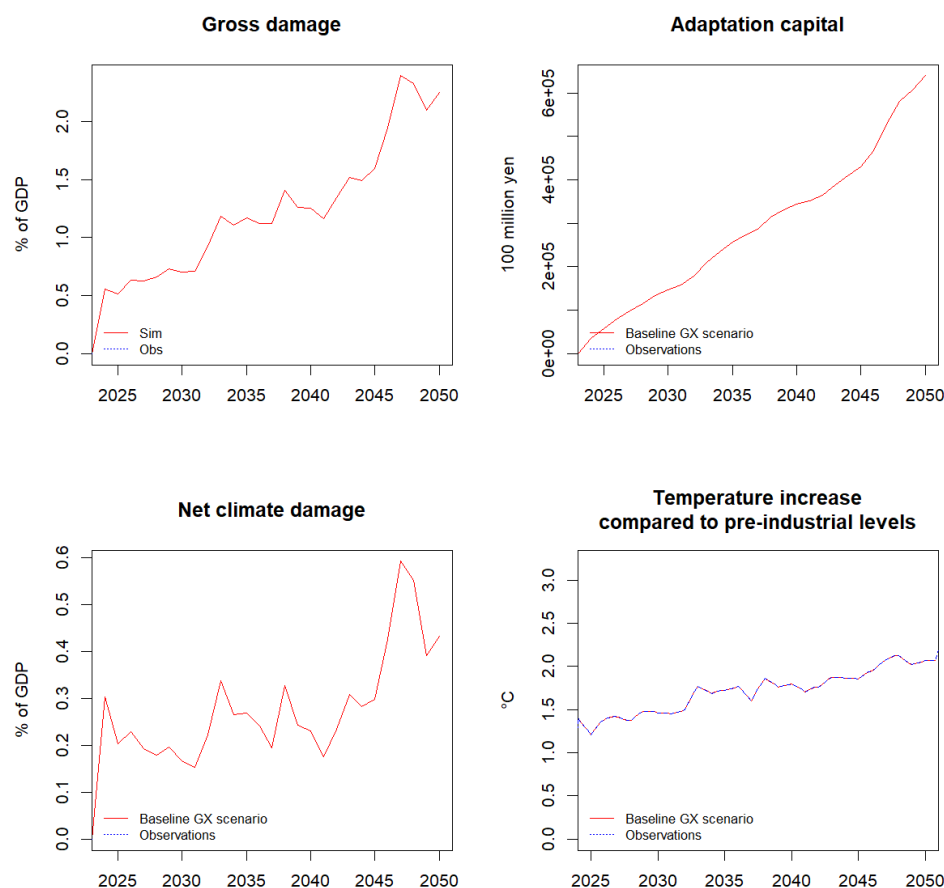 Gross damage
% of GDP
2.0
1.5
1.0
0.5
0.0
Sim
Obs
2025 2030 2035 2040 2045 2050
Adaptation capital
100 million yen
6e+05
4e+05
2e+05
0e+00
Baseline GX scenario
Observations
2025 2030 2035 2040 2045 2050
Net climate damage
% of GDP
0.6
0.5
0.4
0.3
0.2
0.1
0.0
Baseline GX scenario
Observations
2025 2030 2035 2040 2045 2050
Temperature increase
compared to pre-industrial levels
°C
3.0
2.5
2.0
1.5
1.0
0.5
0.0
Baseline GX scenario
Observations
2025 2030 2035 2040 2045 2050